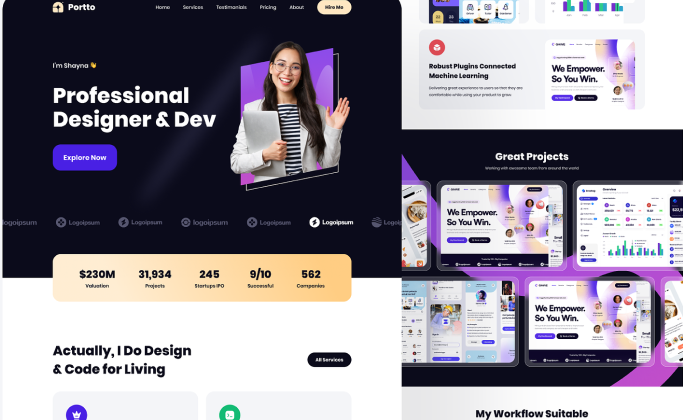 Portto
Home Services Testimonials Pricing About Hire Me
I'm Shayna 👋
Professional
Designer & Dev
Explore Now
logoipsum Logoipsum Logoipsum logoipsum Logoipsum Logoipsum
$230M 31,934 245 9/10 562
Valuation Projects Startups IPO Successful Companies
Actually, I Do Design
& Code for Living
All Services
Robust Plugins Connected
Machine Learning
Delivering great experience to users so that they are
comfortable while using your product to grow.
We Empower.
So You Win.
Great Projects
Working with awesome team from around the world
We Empower.
So You Win.
Overview
We Empower.
So You Win.
My Workflow Suitable